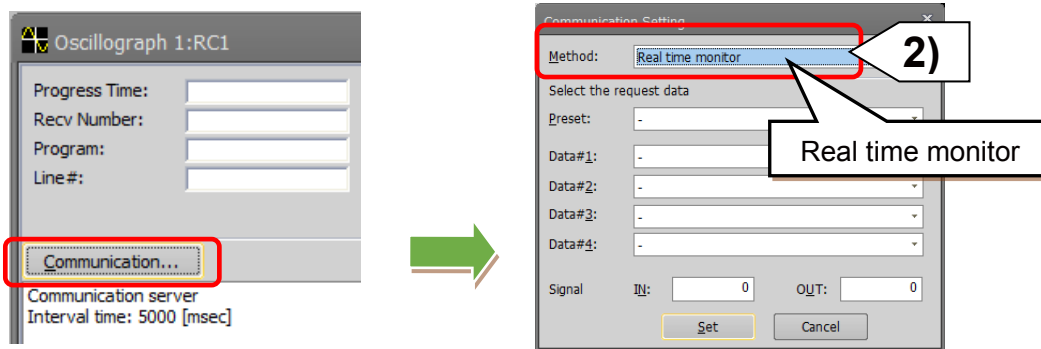 Oscillograph 1:RC1
Progress Time:
Recv Number:
Program:
Line#:
Communication...
Communication server
Interval time: 5000 [msec]
Communication Setting
Method: Real time monitor
2)
Select the request data
Preset: -
Real time monitor
Data#1: -
Data#2: -
Data#3: -
Data#4: -
Signal IN: 0 OUT: 0
Set Cancel